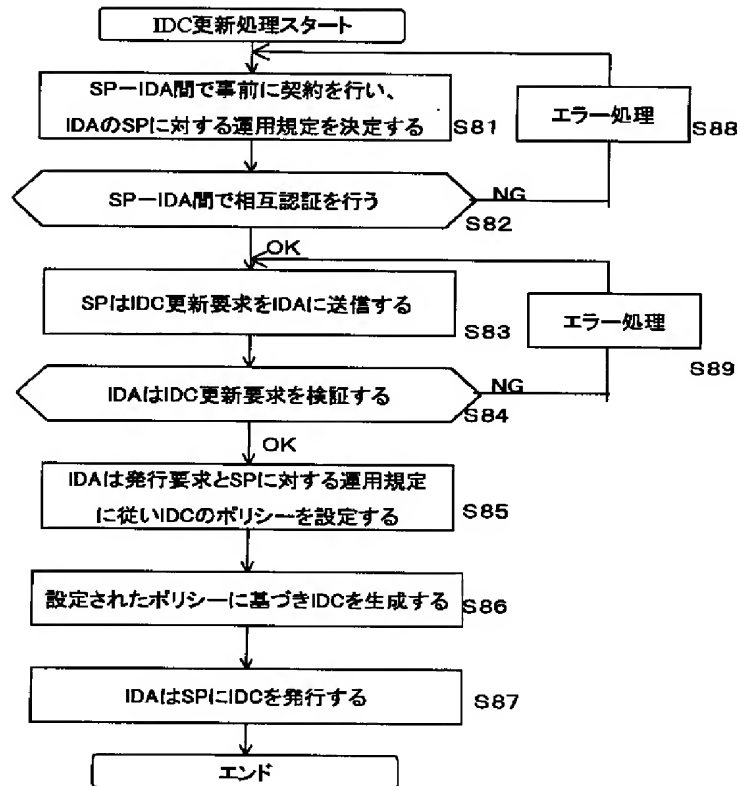 IDC更新処理スタート
SP－IDA間で事前に契約を行い、
IDAのSPに対する運用規定を決定する
S81
エラー処理
S88
SP－IDA間で相互認証を行う
NG
S82
OK
SPはIDC更新要求をIDAに送信する
S83
エラー処理
S89
IDAはIDC更新要求を検証する
NG
S84
OK
IDAは発行要求とSPに対する運用規定
に従いIDCのポリシーを設定する
S85
設定されたポリシーに基づきIDCを生成する
S86
IDAはSPにIDCを発行する
S87
エンド